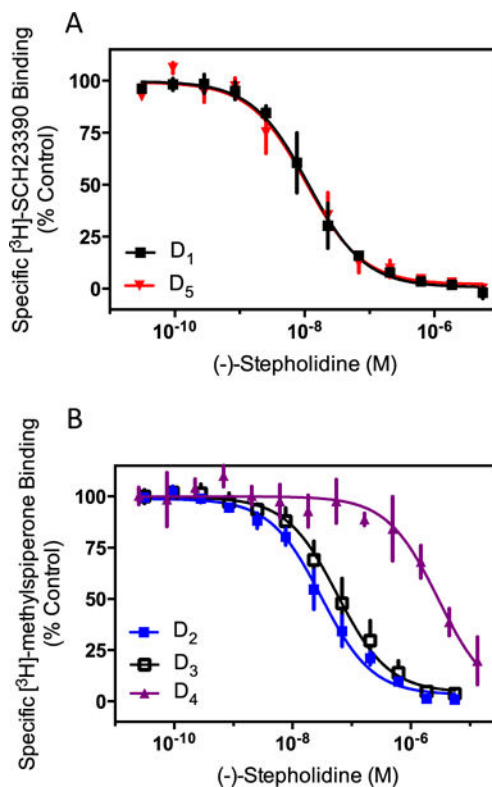 A
Specific [³H]-SCH23390 Binding
(% Control)
100
75
50
25
0
D₁
D₅
10⁻¹⁰
10⁻⁸
10⁻⁶
(-)-Stepholidine (M)
B
Specific [³H]-methylspiperone Binding
(% Control)
100
75
50
25
0
D₂
D₃
D₄
10⁻¹⁰
10⁻⁸
10⁻⁶
(-)-Stepholidine (M)